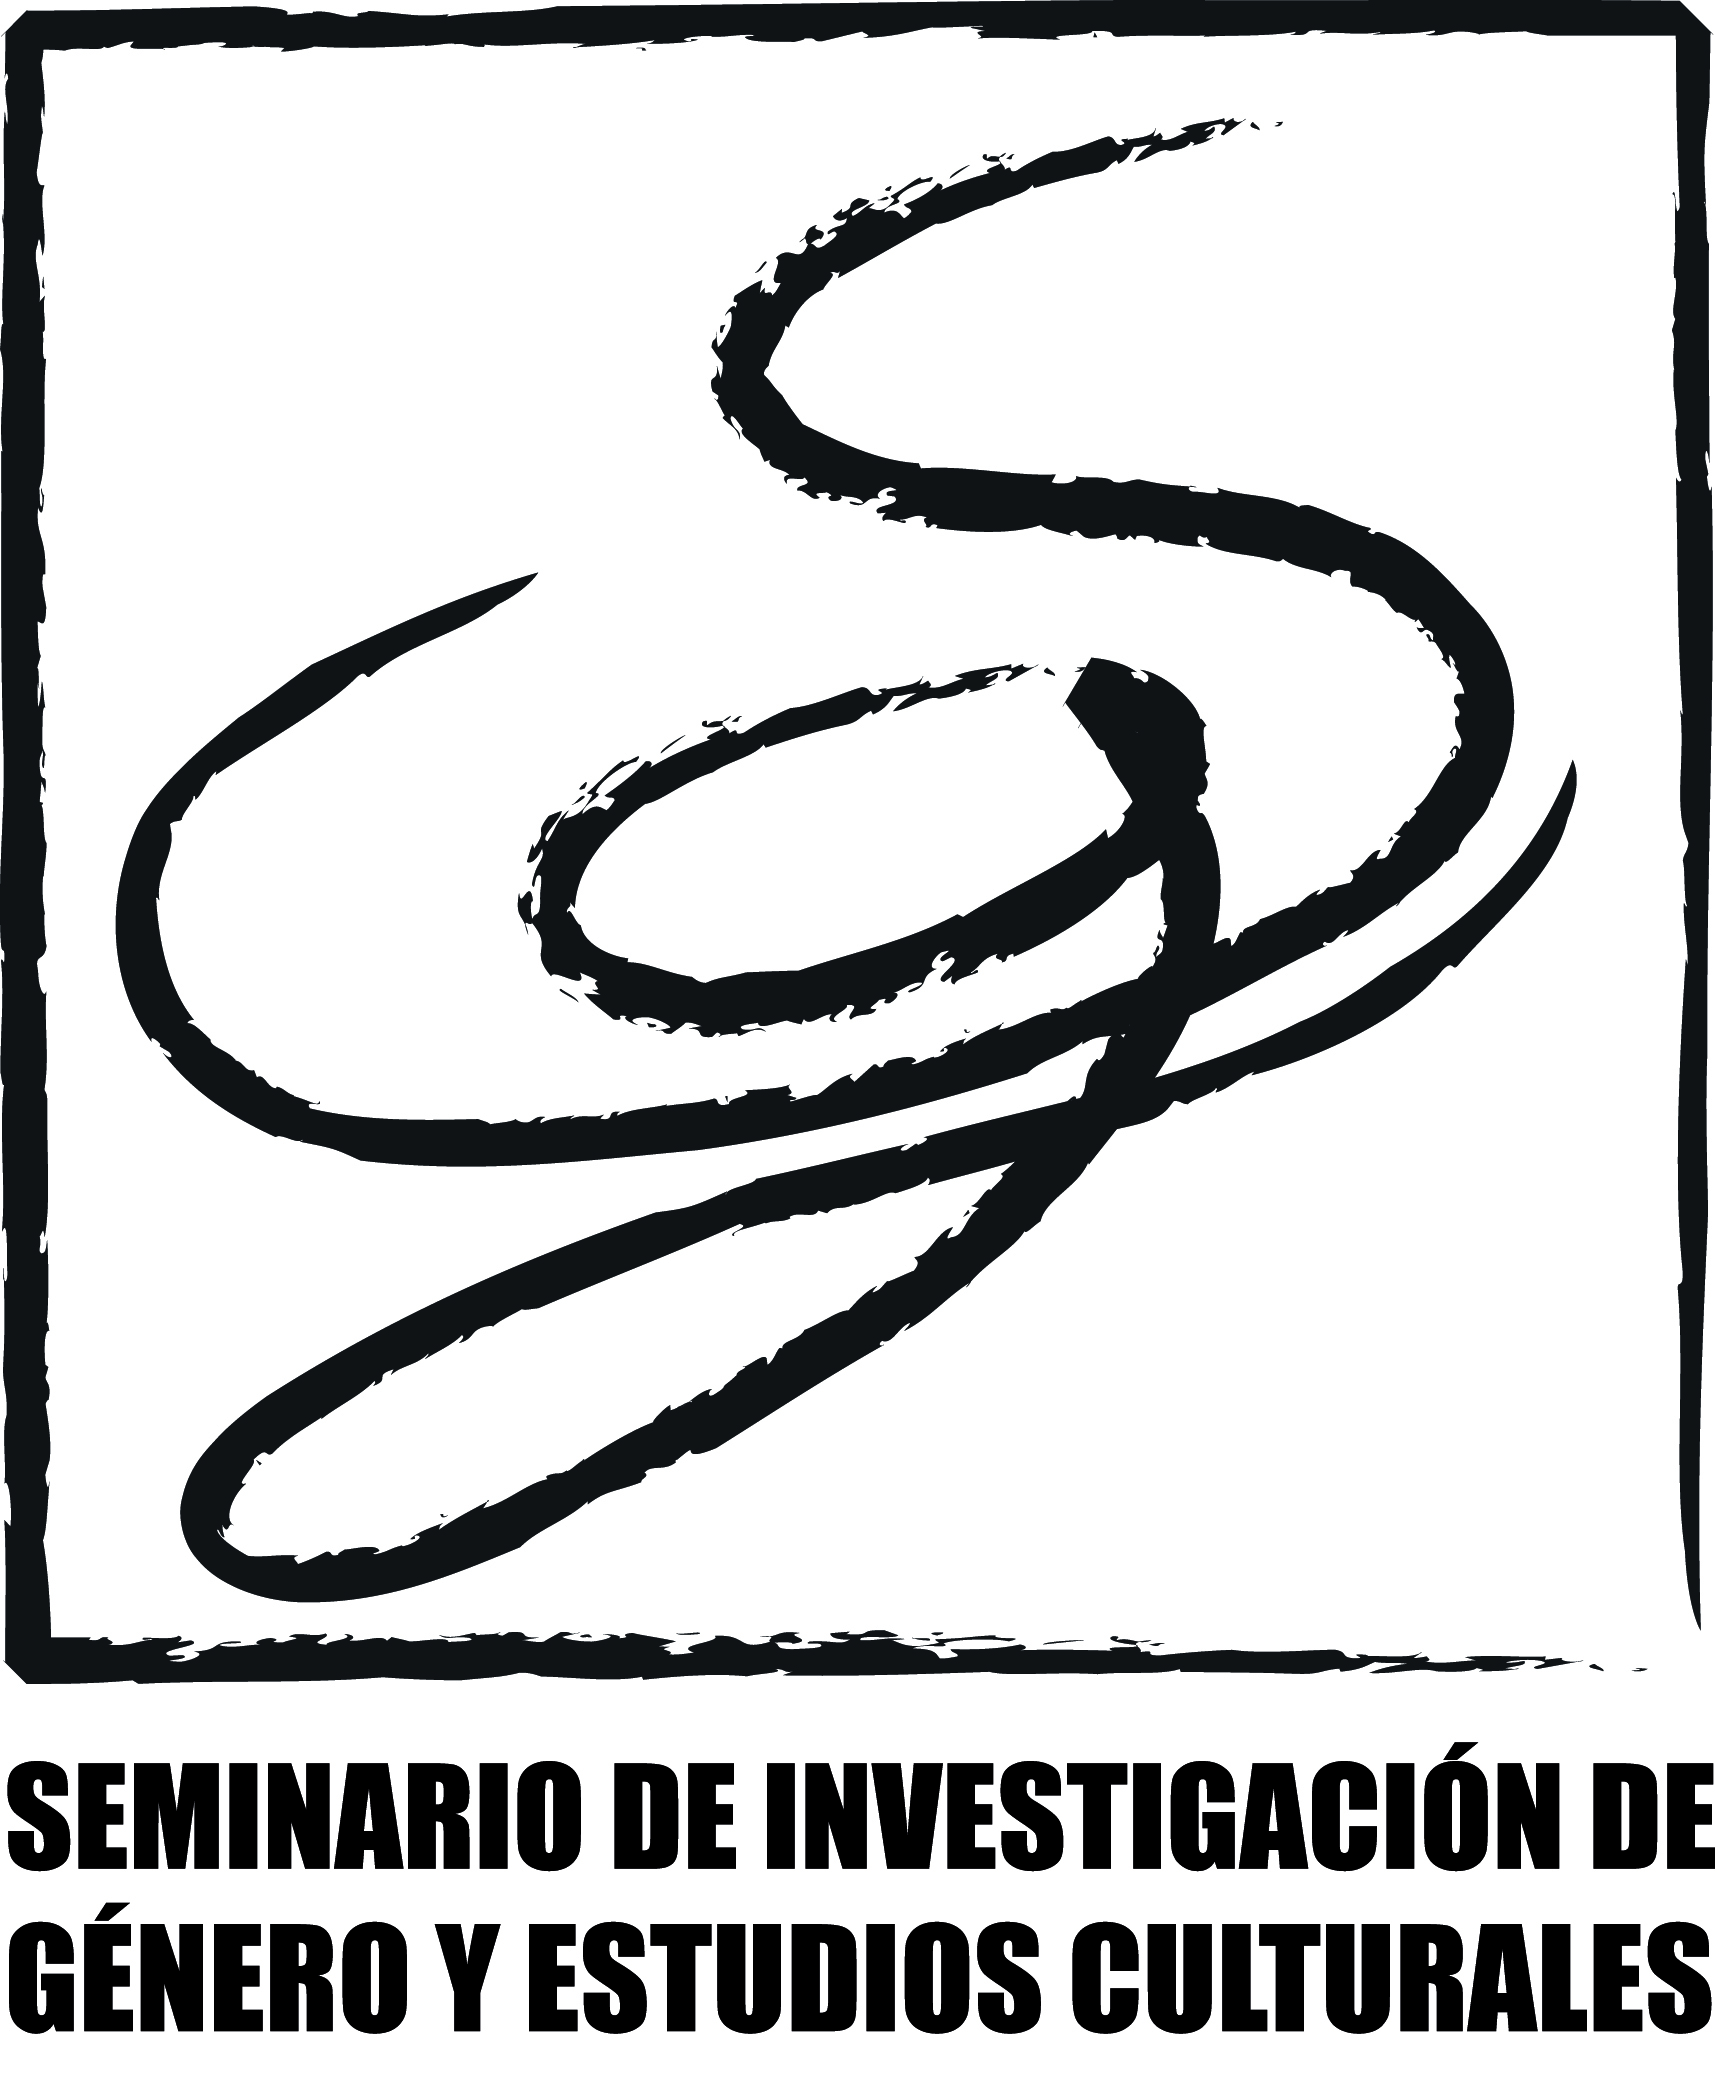 SEMINARIO DE INVESTIGACIÓN DE
GÉNERO Y ESTUDIOS CULTURALES